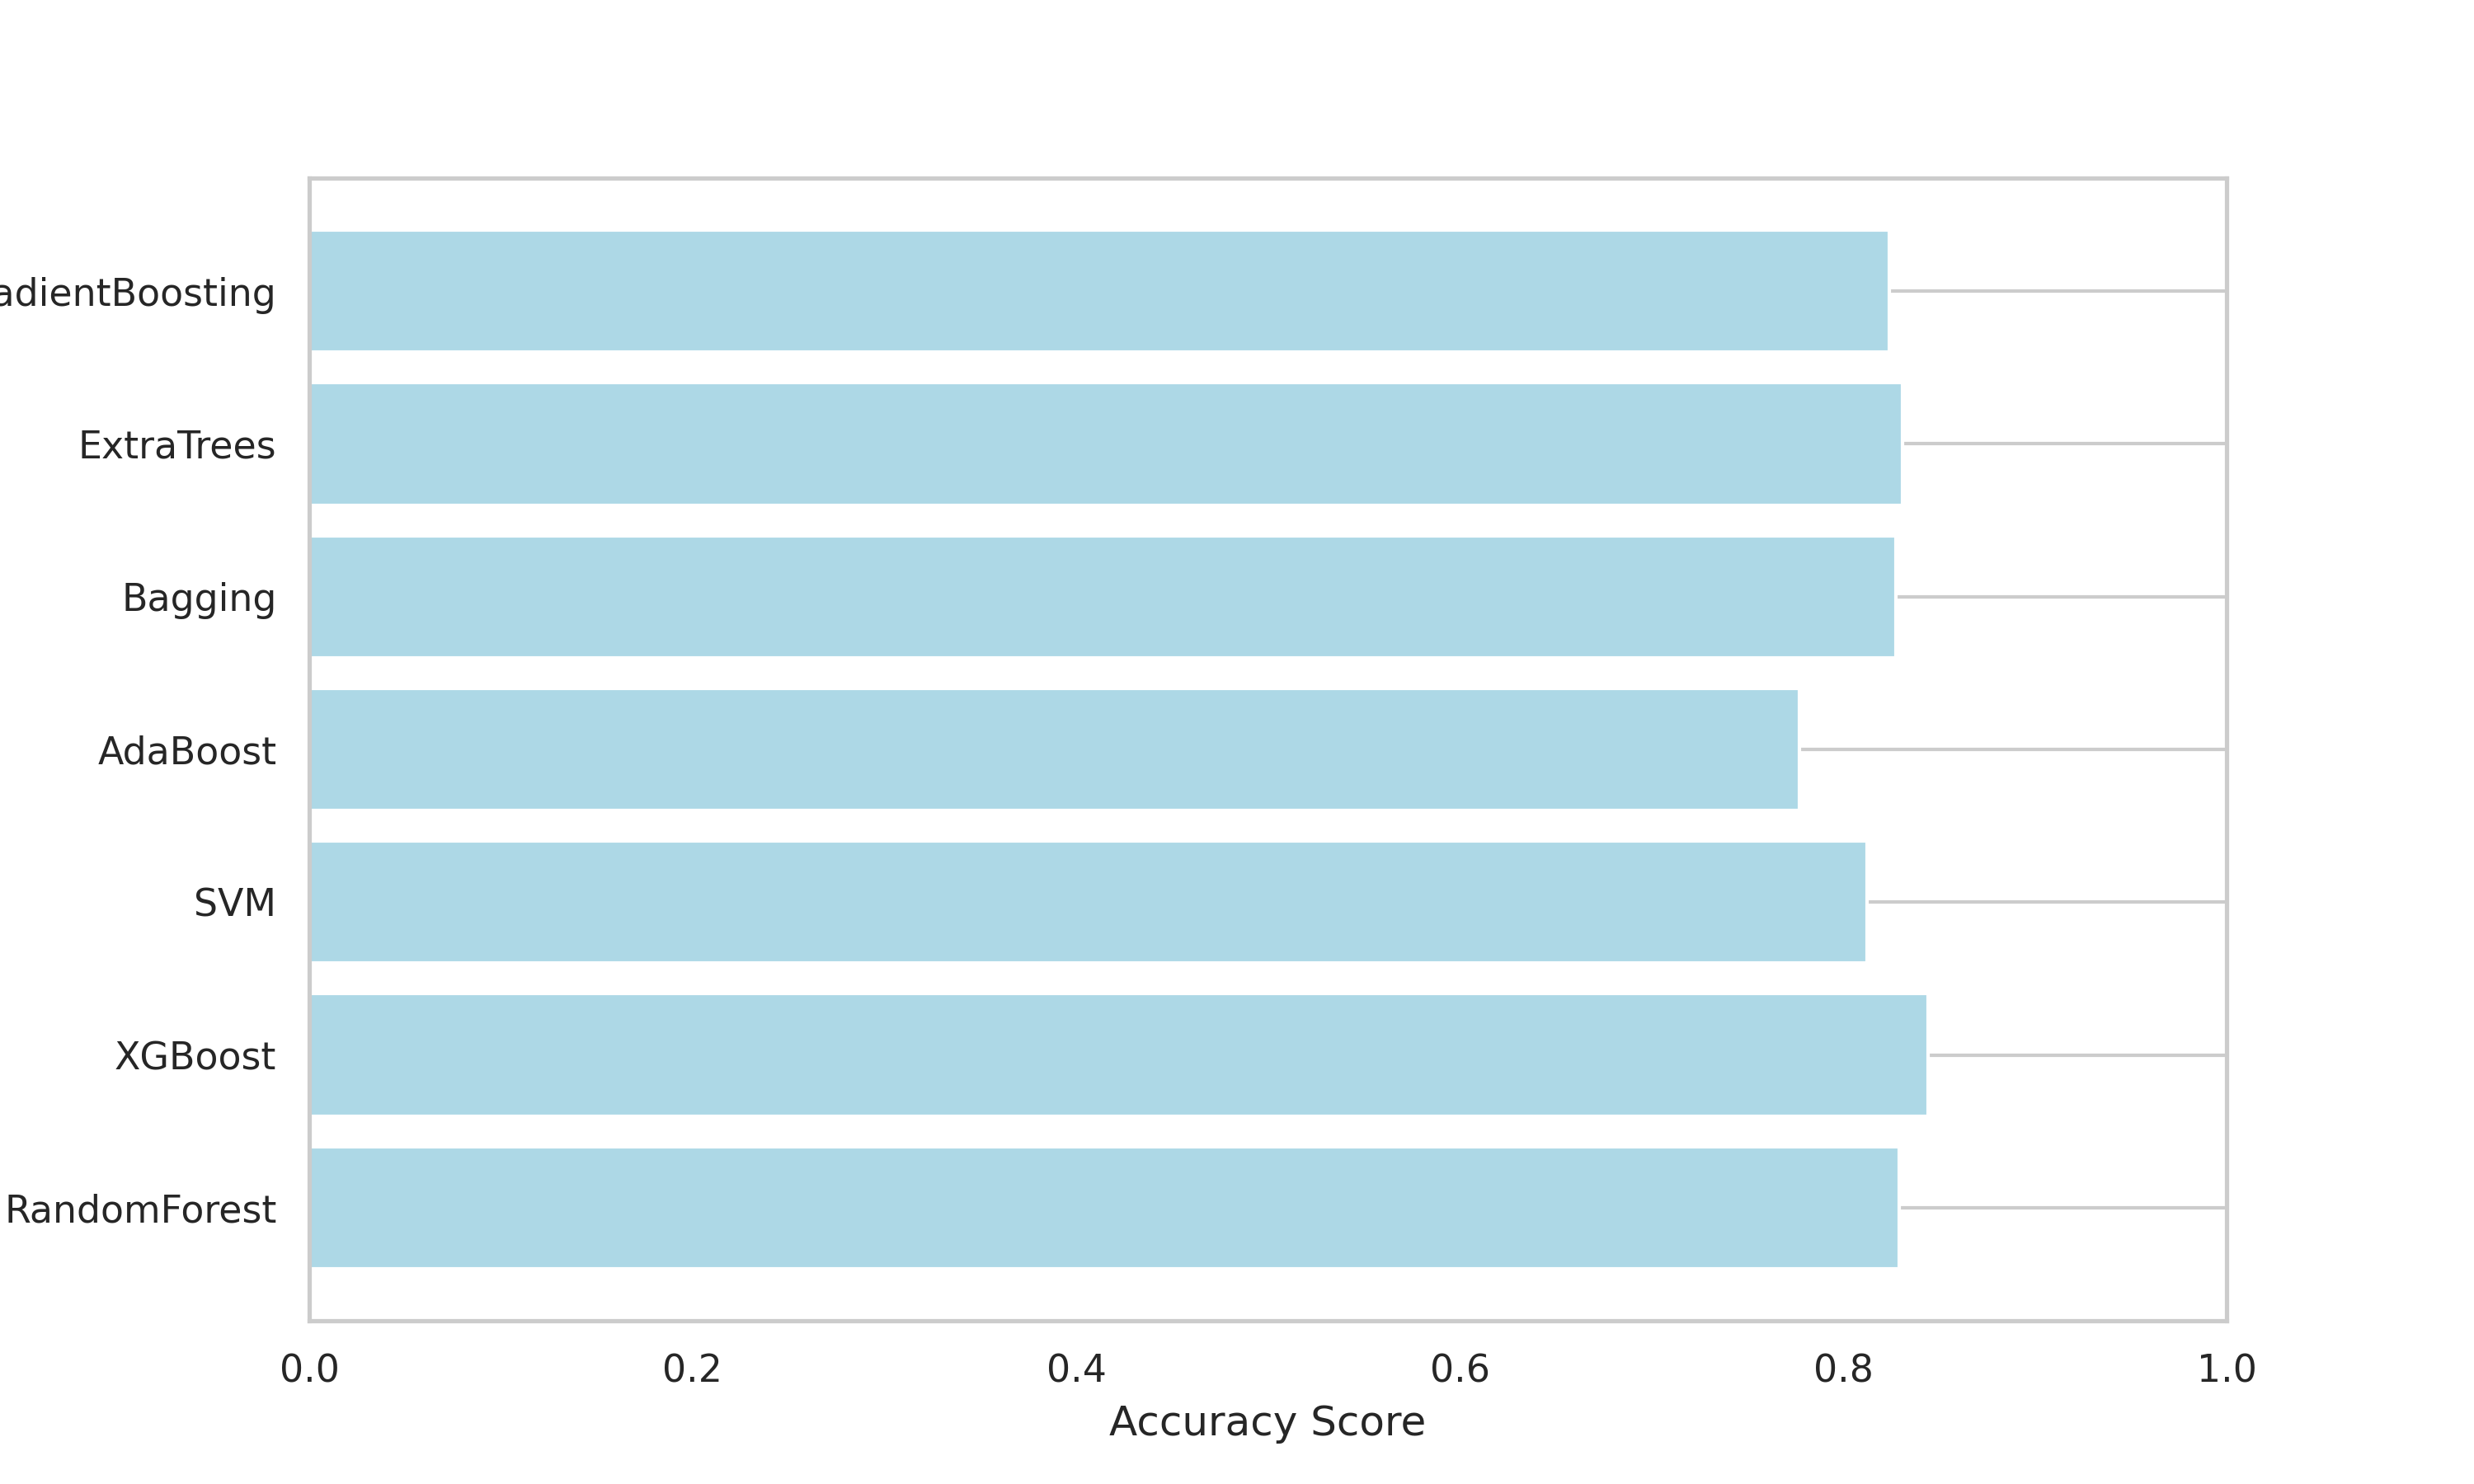 adientBoosting
ExtraTrees
Bagging
AdaBoost
SVM
XGBoost
RandomForest
0.0 0.2 0.4 0.6 0.8 1.0
Accuracy Score